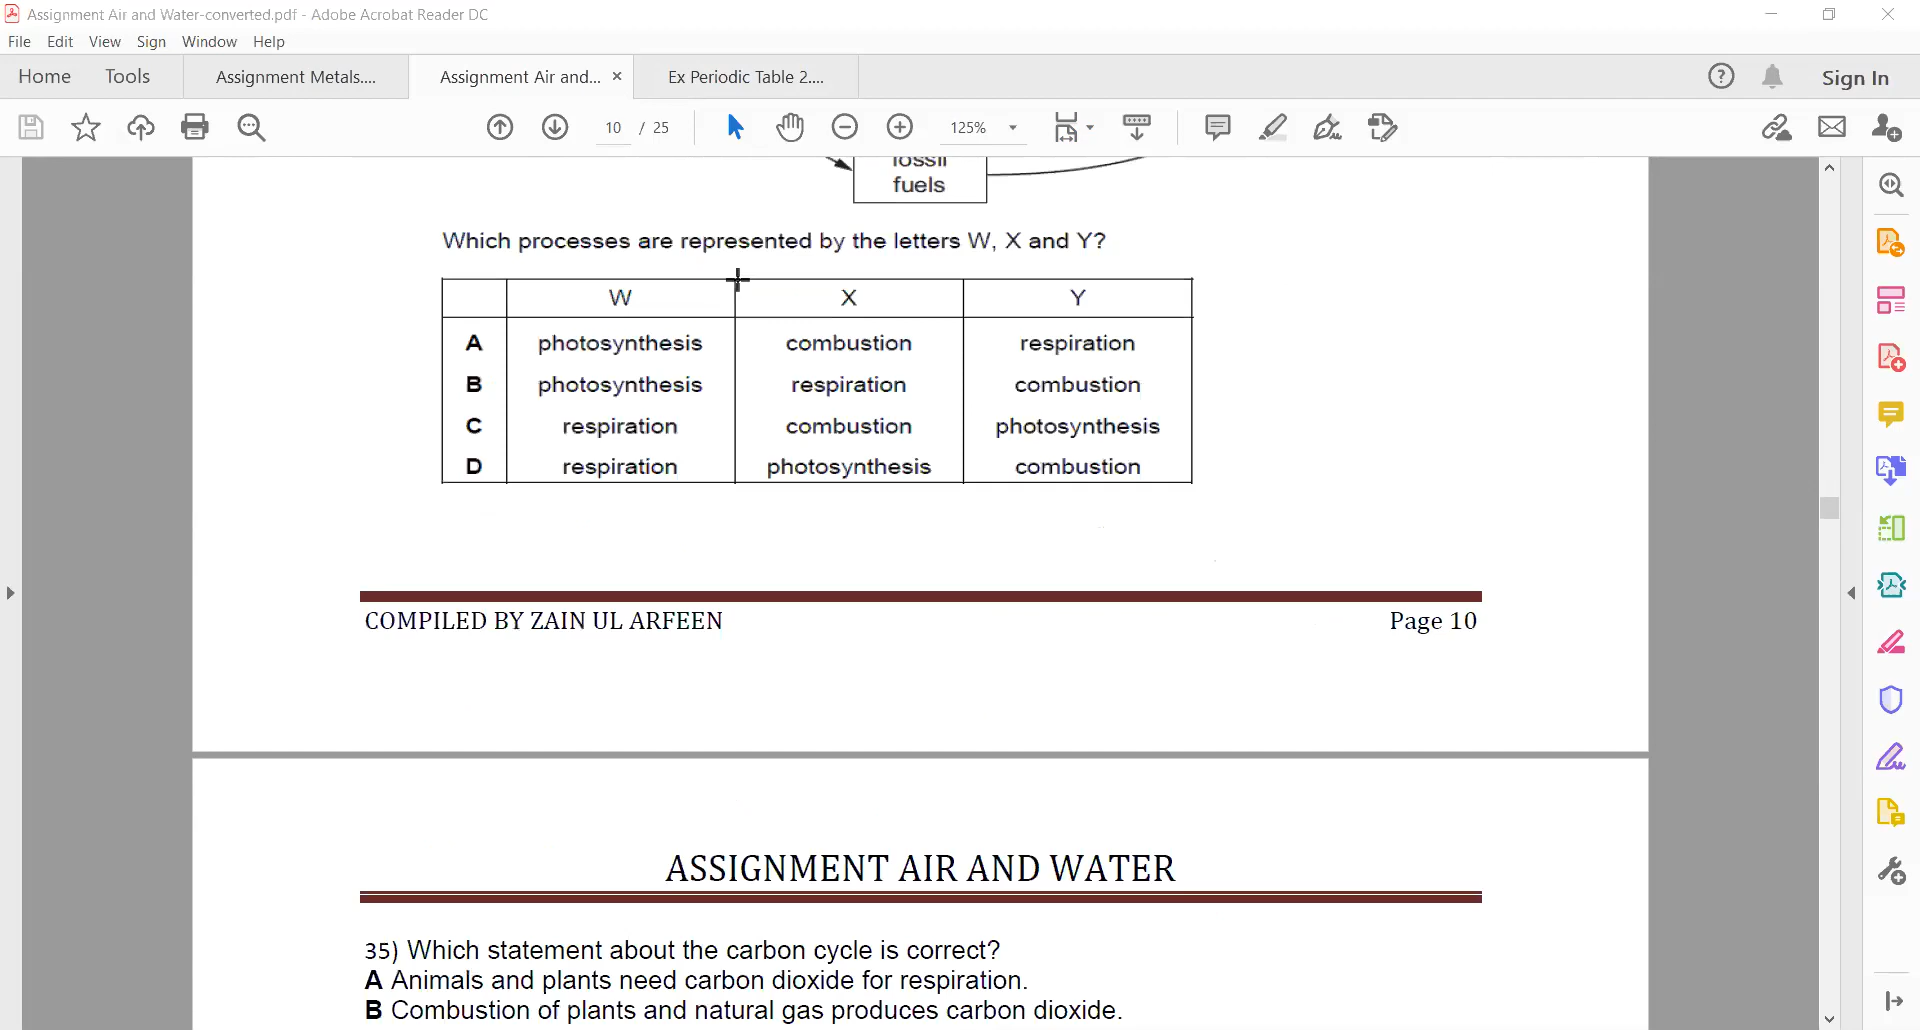 Assignment Air and Water-converted.pdf - Adobe Acrobat Reader DC
File Edit View Sign Window Help
Home Tools Assignment Metals.... Assignment Air and... × Ex Periodic Table 2.... Sign In
10 / 25 125%
fossil
fuels
Which processes are represented by the letters W, X and Y?
W X Y
A photosynthesis combustion respiration
B photosynthesis respiration combustion
C respiration combustion photosynthesis
D respiration photosynthesis combustion
COMPILED BY ZAIN UL ARFEEN Page 10
ASSIGNMENT AIR AND WATER
35) Which statement about the carbon cycle is correct?
A Animals and plants need carbon dioxide for respiration.
B Combustion of plants and natural gas produces carbon dioxide.